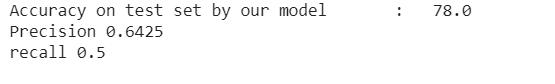 Accuracy on test set by our model       :   78.0
Precision 0.6425
recall 0.5